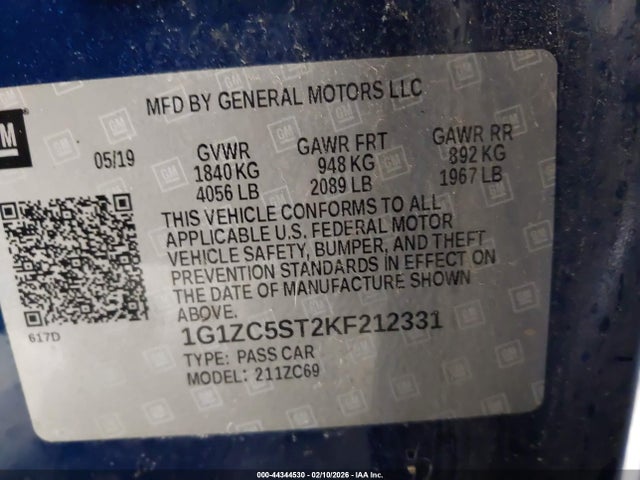 GM
MFD BY GENERAL MOTORS LLC
05/19 GVWR GAWR FRT GAWR RR
1840 KG 948 KG 892 KG
4056 LB 2089 LB 1967 LB
THIS VEHICLE CONFORMS TO ALL
APPLICABLE U.S. FEDERAL MOTOR
VEHICLE SAFETY, BUMPER, AND THEFT
PREVENTION STANDARDS IN EFFECT ON
THE DATE OF MANUFACTURE SHOWN
ABOVE.
617D
1G1ZC5ST2KF212331
TYPE: PASS CAR
MODEL: 211ZC69
000-44344530 - 02/10/2026 - IAA Inc.